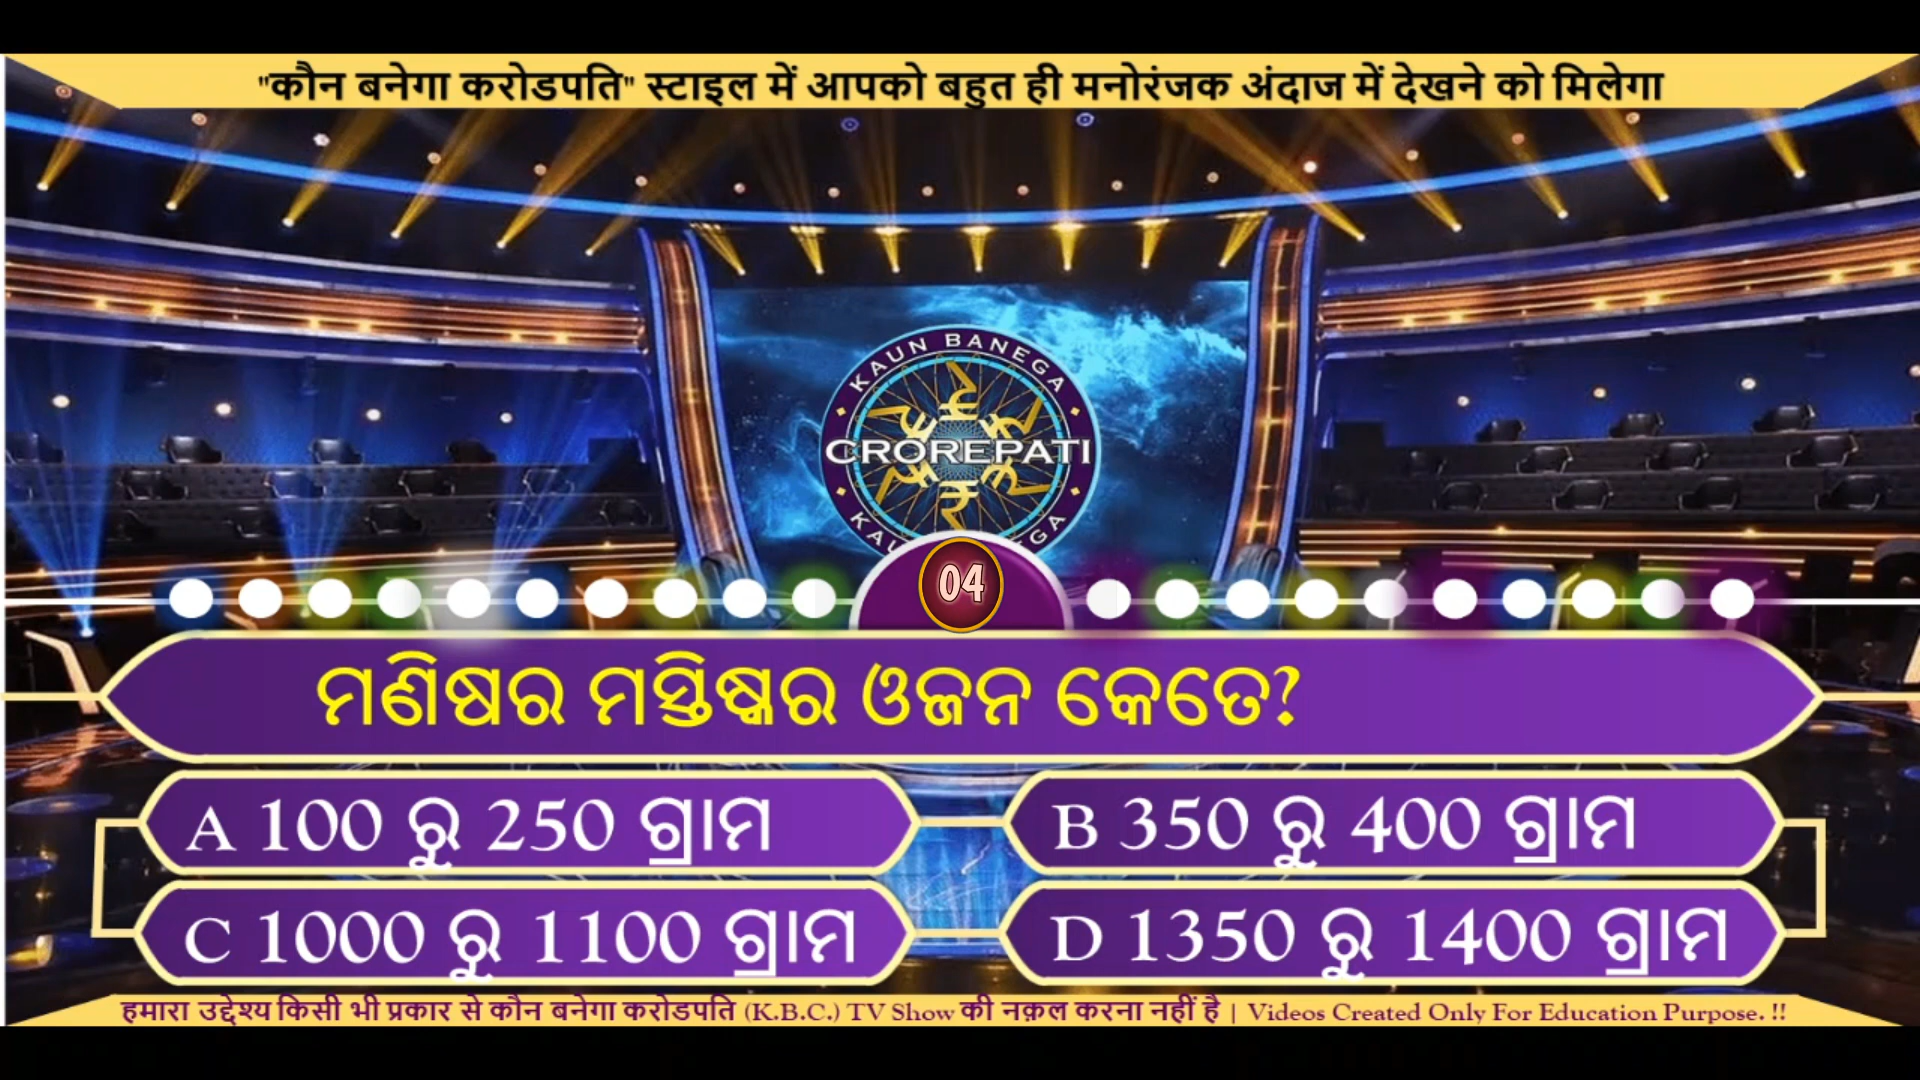 "कौन बनेगा करोडपति" स्टाइल में आपको बहुत ही मनोरंजक अंदाज में देखने को मिलेगा
KAUN BANEGA
CROREPATI
04
ମଣିଷର ମସ୍ତିଷ୍କର ଓଜନ କେତେ?
A 100 ରୁ 250 ଗ୍ରାମ
B 350 ରୁ 400 ଗ୍ରାମ
C 1000 ରୁ 1100 ଗ୍ରାମ
D 1350 ରୁ 1400 ଗ୍ରାମ
हमारा उद्देश्य किसी भी प्रकार से कौन बनेगा करोडपति (K.B.C.) TV Show की नक़ल करना नहीं है | Videos Created Only For Education Purpose. !!